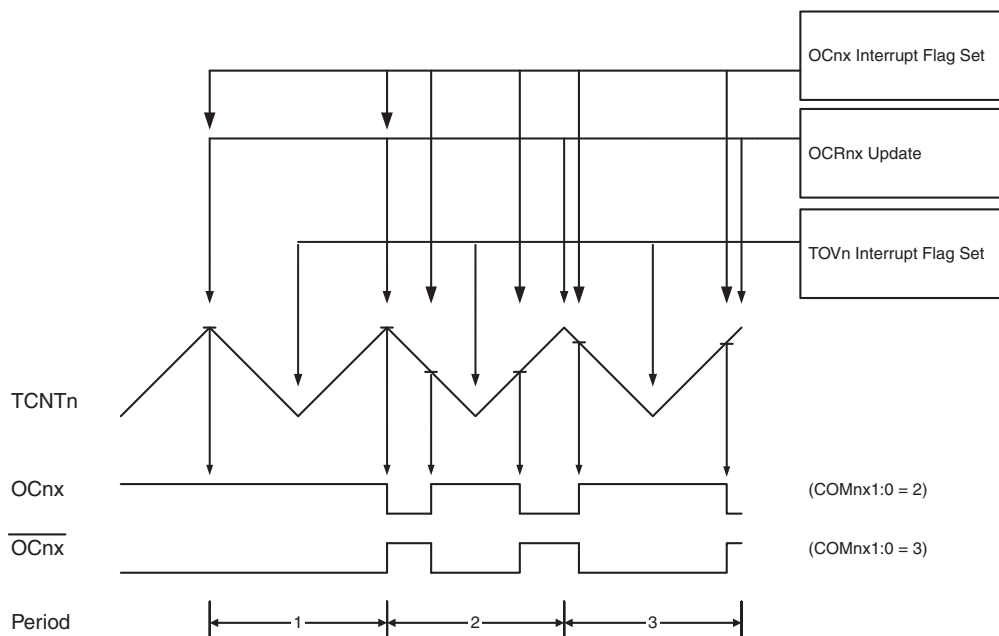 OCnx Interrupt Flag Set
OCRnx Update
TOVn Interrupt Flag Set
TCNTn
OCnx
(COMnx1:0 = 2)
OCnx
(COMnx1:0 = 3)
Period
1
2
3